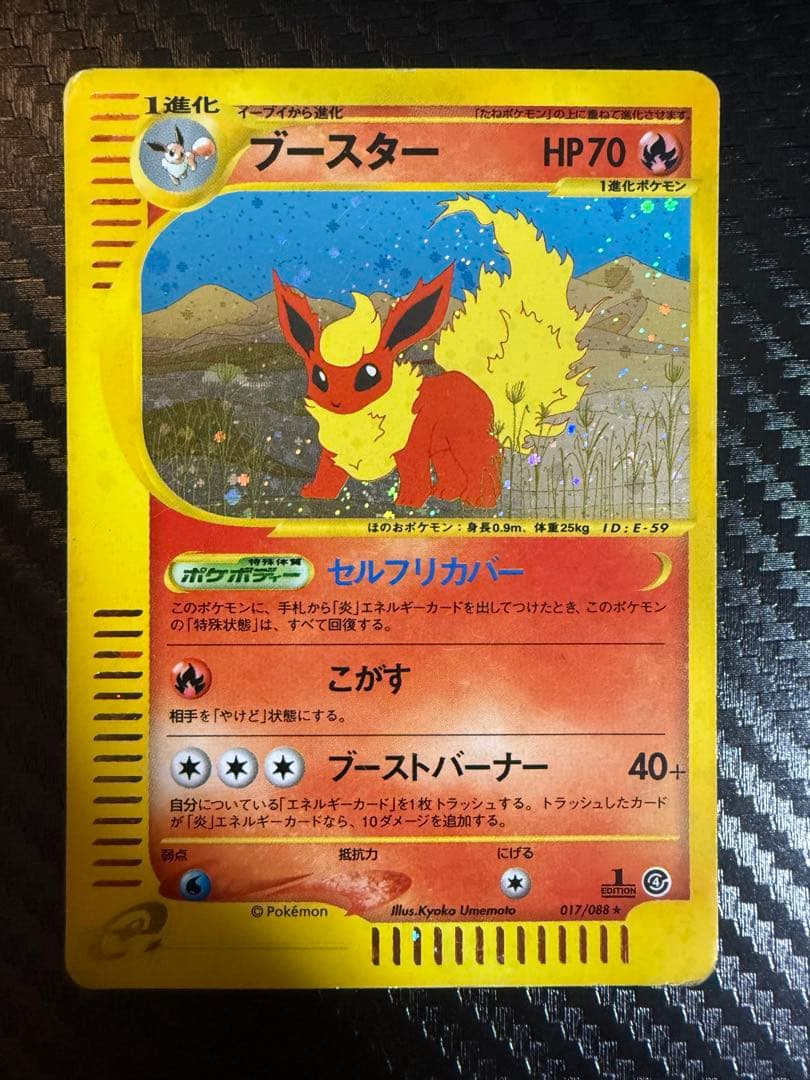 1進化 イーブイから進化 「たねポケモン」の上に重ねて進化させます。
ブースター HP70
1進化ポケモン
ほのおポケモン:身長0.9m、体重25kg ID:E-59
特殊体質
ポケボディー セルフリカバー
このポケモンに、手札から「炎」エネルギーカードを出してつけたとき、このポケモン
の「特殊状態」は、すべて回復する。
こがす
相手を「やけど」状態にする。
ブーストバーナー 40+
自分についている「エネルギーカード」を1枚トラッシュする。トラッシュしたカード
が「炎」エネルギーカードなら、10ダメージを追加する。
弱点 抵抗力 にげる
1 EDITION 4
© Pokémon Illus.Kyoko Umemoto 017/088 ★
e